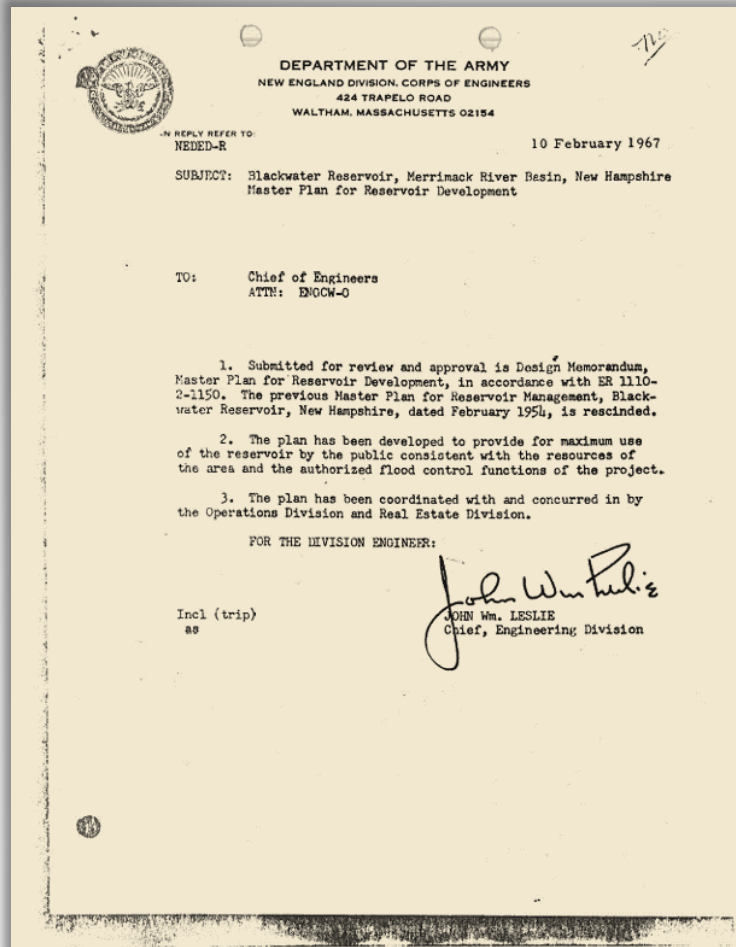 DEPARTMENT OF THE ARMY
NEW ENGLAND DIVISION, CORPS OF ENGINEERS
424 TRAPELO ROAD
WALTHAM, MASSACHUSETTS 02154
IN REPLY REFER TO:
NEDED-R
10 February 1967
SUBJECT: Blackwater Reservoir, Merrimack River Basin, New Hampshire
Master Plan for Reservoir Development
TO: Chief of Engineers
ATTN: ENGCW-O
1. Submitted for review and approval is Design Memorandum,
Master Plan for Reservoir Development, in accordance with ER 1110-
2-1150. The previous Master Plan for Reservoir Management, Black-
water Reservoir, New Hampshire, dated February 1954, is rescinded.
2. The plan has been developed to provide for maximum use
of the reservoir by the public consistent with the resources of
the area and the authorized flood control functions of the project.
3. The plan has been coordinated with and concurred in by
the Operations Division and Real Estate Division.
FOR THE DIVISION ENGINEER:
John Wm Leslie
Incl (trip)
as
JOHN Wm. LESLIE
Chief, Engineering Division